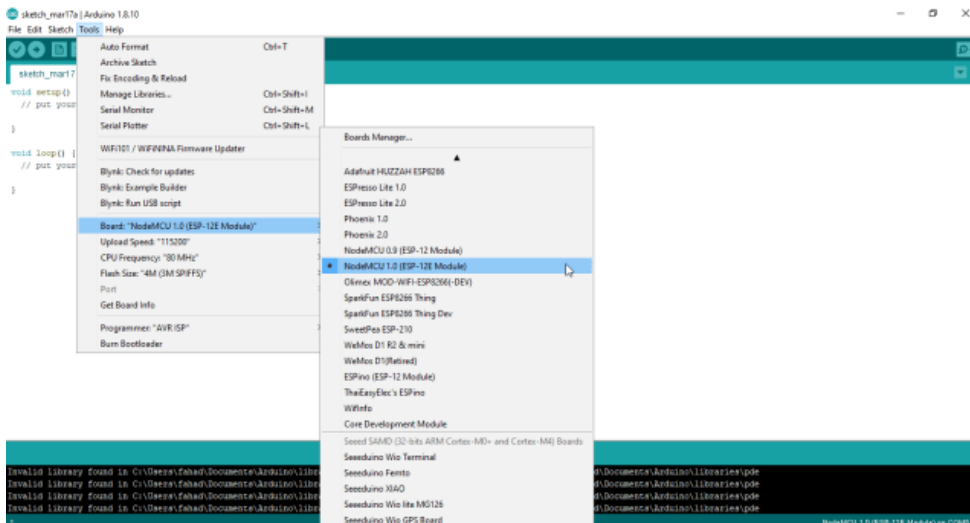 sketch_mar17a | Arduino 1.8.10
File Edit Sketch Tools Help
sketch_mar17
void setup()
// put your
}
void loop() {
// put your
}
Auto Format Ctrl+T
Archive Sketch
Fix Encoding & Reload
Manage Libraries... Ctrl+Shift+I
Serial Monitor Ctrl+Shift+M
Serial Plotter Ctrl+Shift+L
WiFi101 / WiFiNINA Firmware Updater
Blynk: Check for updates
Blynk: Example Builder
Blynk: Run USB script
Board: "NodeMCU 1.0 (ESP-12E Module)"
Upload Speed: "115200"
CPU Frequency: "80 MHz"
Flash Size: "4M (3M SPIFFS)"
Port
Get Board Info
Programmer: "AVR ISP"
Burn Bootloader
Boards Manager...
Adafruit HUZZAH ESP8266
ESPresso Lite 1.0
ESPresso Lite 2.0
Phoenix 1.0
Phoenix 2.0
NodeMCU 0.9 (ESP-12 Module)
NodeMCU 1.0 (ESP-12E Module)
Olimex MOD-WIFI-ESP8266(-DEV)
SparkFun ESP8266 Thing
SparkFun ESP8266 Thing Dev
SweetPea ESP-210
WeMos D1 R2 & mini
WeMos D1(Retired)
ESPino (ESP-12 Module)
ThaiEasyElec's ESPino
WifInfo
Core Development Module
Seeed SAMD (32-bits ARM Cortex-M0+ and Cortex-M4) Boards
Seeeduino Wio Terminal
Seeeduino Femto
Seeeduino XIAO
Seeeduino Wio lite MG126
Seeeduino Wio GPS Board
Invalid library found in C:\Users\fahad\Documents\Arduino\libr d\Documents\Arduino\libraries\pde
Invalid library found in C:\Users\fahad\Documents\Arduino\libr d\Documents\Arduino\libraries\pde
Invalid library found in C:\Users\fahad\Documents\Arduino\libr d\Documents\Arduino\libraries\pde
Invalid library found in C:\Users\fahad\Documents\Arduino\libr d\Documents\Arduino\libraries\pde